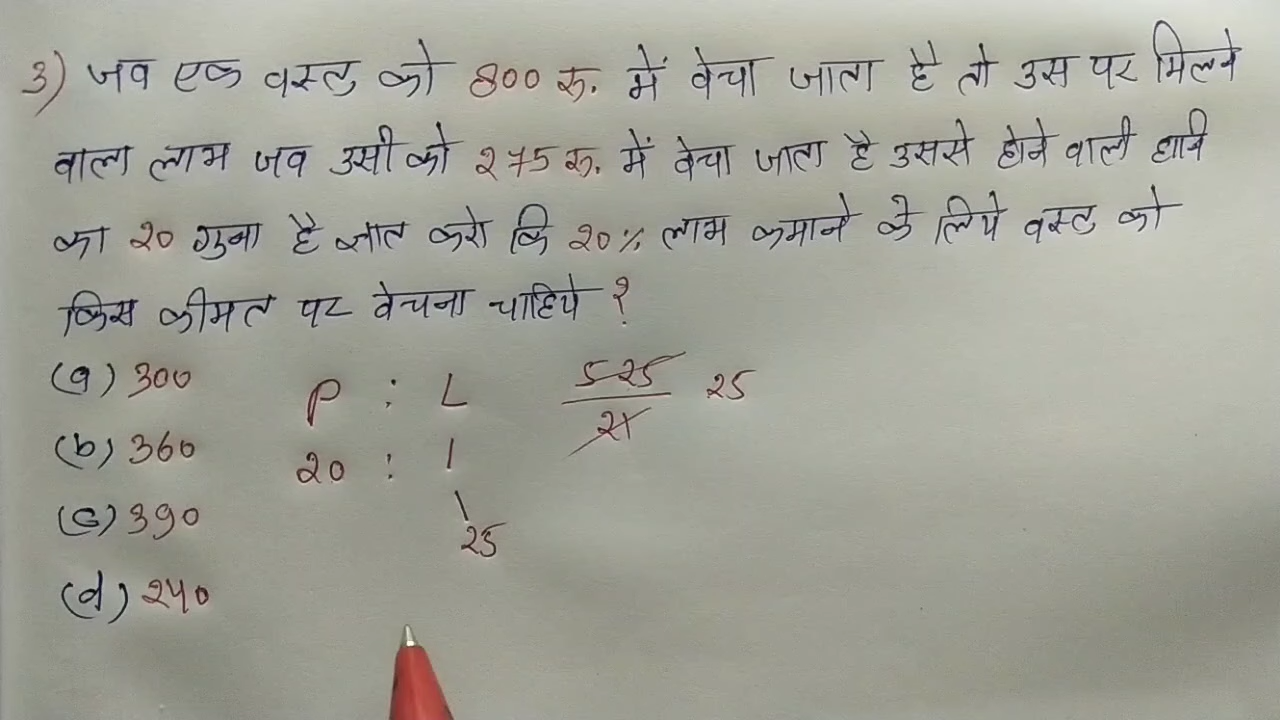 3) जब एक वस्तु को 800 रु. में बेचा जाता है तो उस पर मिलने
वाला लाभ जब उसी को 275 रु. में बेचा जाता है उससे होने वाली हानि
का 20 गुना है ज्ञात करो कि 20% लाभ कमाने के लिये वस्तु को
किस कीमत पर बेचना चाहिये ?
(a) 300
(b) 360
(c) 390
(d) 240
P : L
20 : 1
25
525
21
25